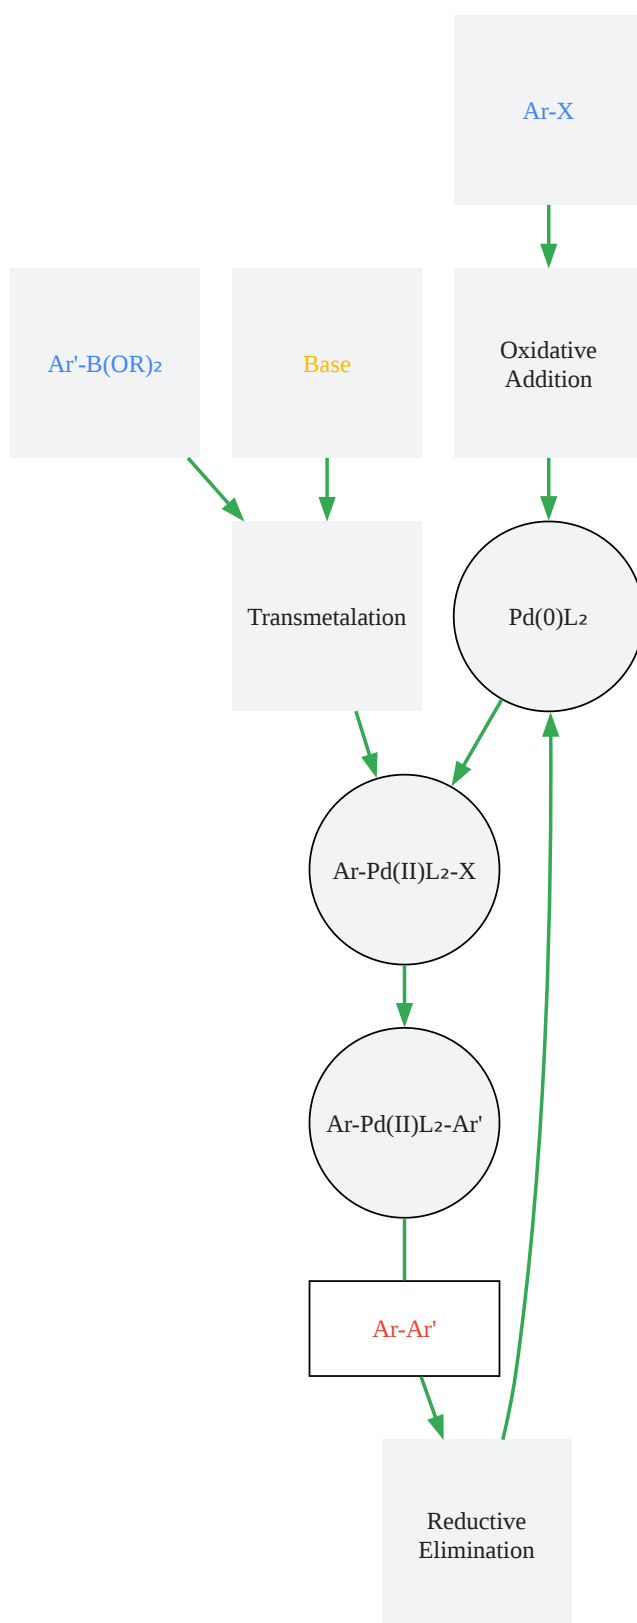 Ar-X
Ar'-B(OR)₂
Base
Oxidative
Addition
Transmetalation
Pd(0)L₂
Ar-Pd(II)L₂-X
Ar-Pd(II)L₂-Ar'
Ar-Ar'
Reductive
Elimination